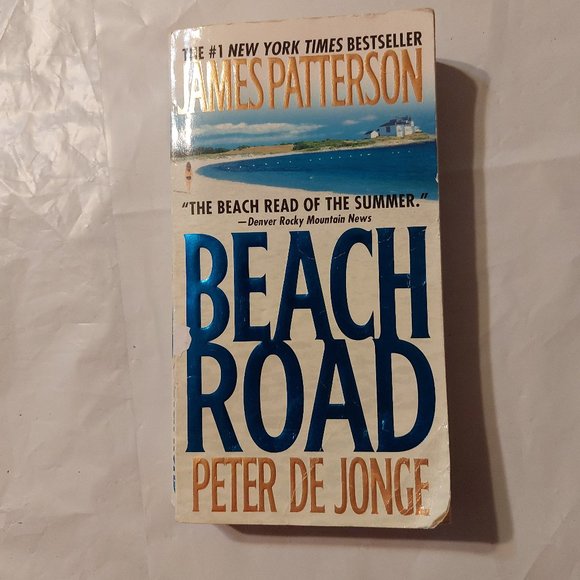 THE #1 NEW YORK TIMES BESTSELLER
JAMES PATTERSON
"THE BEACH READ OF THE SUMMER."
—Denver Rocky Mountain News
BEACH
ROAD
PETER DE JONGE